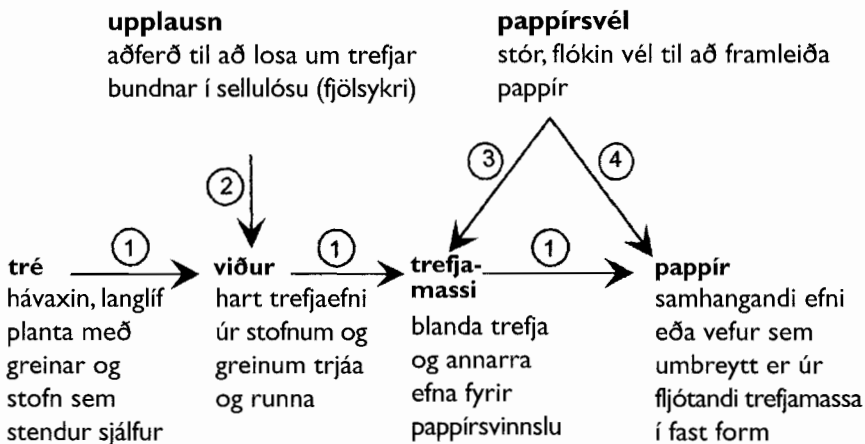 upplausn
aðferð til að losa um trefjar
bundnar í sellulósu (fjölsykri)
pappírsvél
stór, flókin vél til að framleiða
pappír
2
3
4
1
1
1
tré
hávaxin, langlíf
planta með
greinar og
stofn sem
stendur sjálfur
viður
hart trefjaefni
úr stofnum og
greinum trjáa
og runna
trefja-
massi
blanda trefja
og annarra
efna fyrir
pappírsvinnslu
pappír
samhangandi efni
eða vefur sem
umbreytt er úr
fljótandi trefjamassa
í fast form